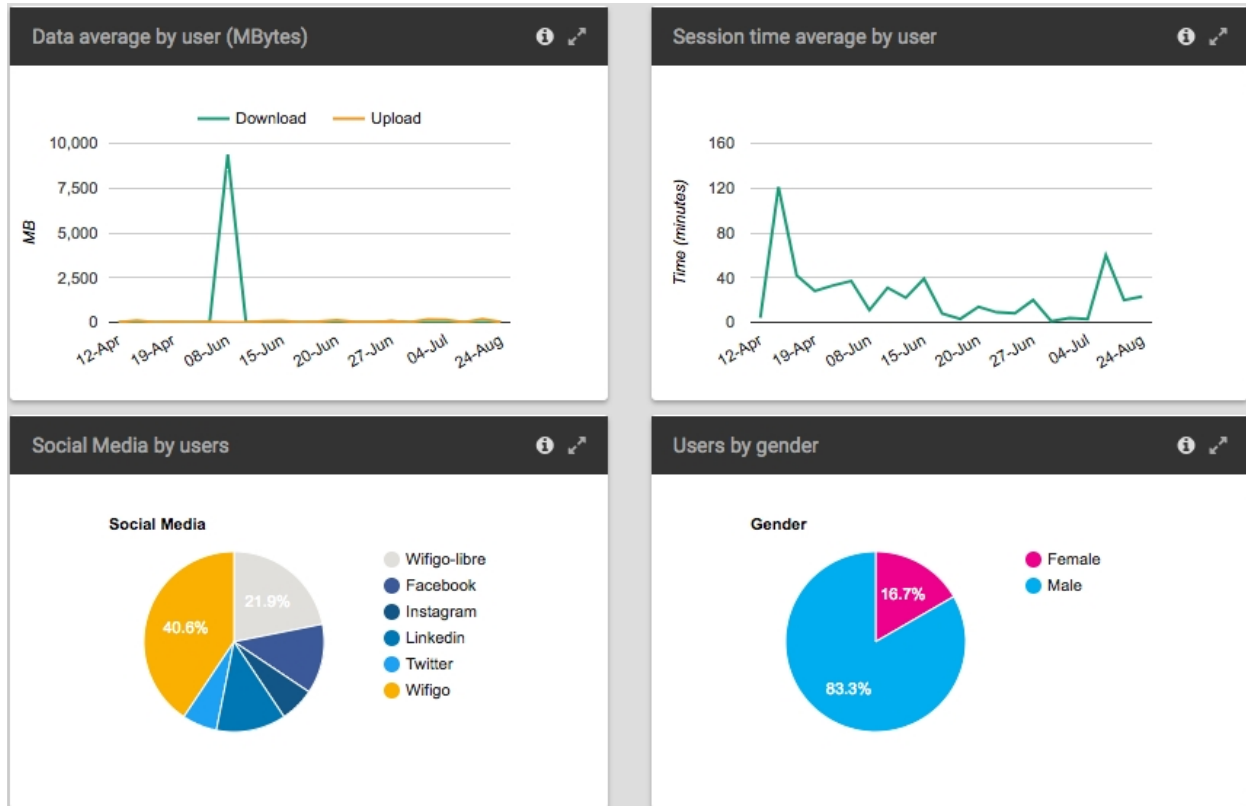 Data average by user (MBytes)
Download Upload
10,000
7,500
5,000
2,500
0
MB
12-Apr 19-Apr 08-Jun 15-Jun 20-Jun 27-Jun 04-Jul 24-Aug
Session time average by user
160
120
80
40
0
Time (minutes)
12-Apr 19-Apr 08-Jun 15-Jun 20-Jun 27-Jun 04-Jul 24-Aug
Social Media by users
Social Media
21.9%
40.6%
Wifigo-libre
Facebook
Instagram
Linkedin
Twitter
Wifigo
Users by gender
Gender
16.7%
83.3%
Female
Male